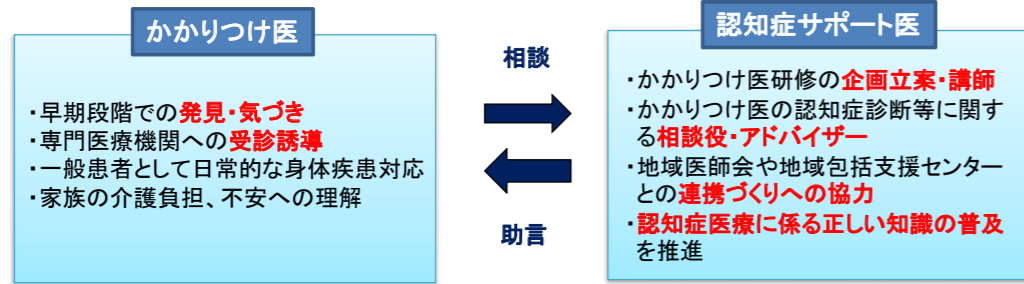 かかりつけ医
・早期段階での発見・気づき
・専門医療機関への受診誘導
・一般患者として日常的な身体疾患対応
・家族の介護負担、不安への理解
相談
助言
認知症サポート医
・かかりつけ医研修の企画立案・講師
・かかりつけ医の認知症診断等に関す
る相談役・アドバイザー
・地域医師会や地域包括支援センター
との連携づくりへの協力
・認知症医療に係る正しい知識の普及
を推進